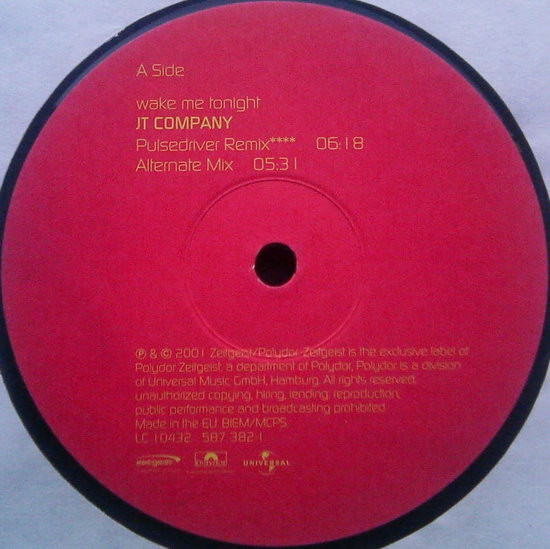 A Side
wake me tonight
JT COMPANY
Pulsedriver Remix**** 06:18
Alternate Mix 05:31
℗ & © 2001 Zeitgeist/Polydor Zeitgeist is the exclusive label of
Polydor Zeitgeist, a department of Polydor, Polydor is a division
of Universal Music GmbH, Hamburg. All rights reserved,
unauthorized copying, hiring, lending, reproduction,
public performance and broadcasting prohibited.
Made in the EU. BIEM/MCPS
LC 10432 587 382 1
zeitgeist polydor UNIVERSAL